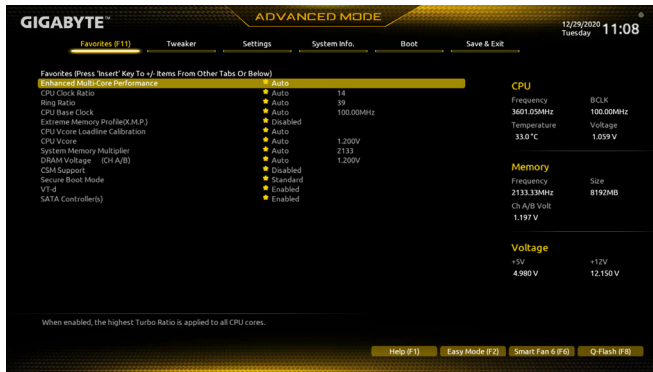 GIGABYTE™
ADVANCED MODE
12/29/2020
Tuesday
11:08
Favorites (F11) Tweaker Settings System Info. Boot Save & Exit
Favorites (Press 'Insert' Key To +/- Items From Other Tabs Or Below)
Enhanced Multi-Core Performance Auto
CPU Clock Ratio Auto 14
Ring Ratio Auto 39
CPU Base Clock Auto 100.00MHz
Extreme Memory Profile(X.M.P.) Disabled
CPU Vcore Loadline Calibration Auto
CPU Vcore Auto 1.200V
System Memory Multiplier Auto 2133
DRAM Voltage (CH A/B) Auto 1.200V
CSM Support Disabled
Secure Boot Mode Standard
VT-d Enabled
SATA Controller(s) Enabled
CPU
Frequency BCLK
3601.05MHz 100.00MHz
Temperature Voltage
33.0 °C 1.059 V
Memory
Frequency Size
2133.33MHz 8192MB
Ch A/B Volt
1.197 V
Voltage
+5V +12V
4.980 V 12.150 V
When enabled, the highest Turbo Ratio is applied to all CPU cores.
Help (F1) Easy Mode (F2) Smart Fan 6 (F6) Q-Flash (F8)